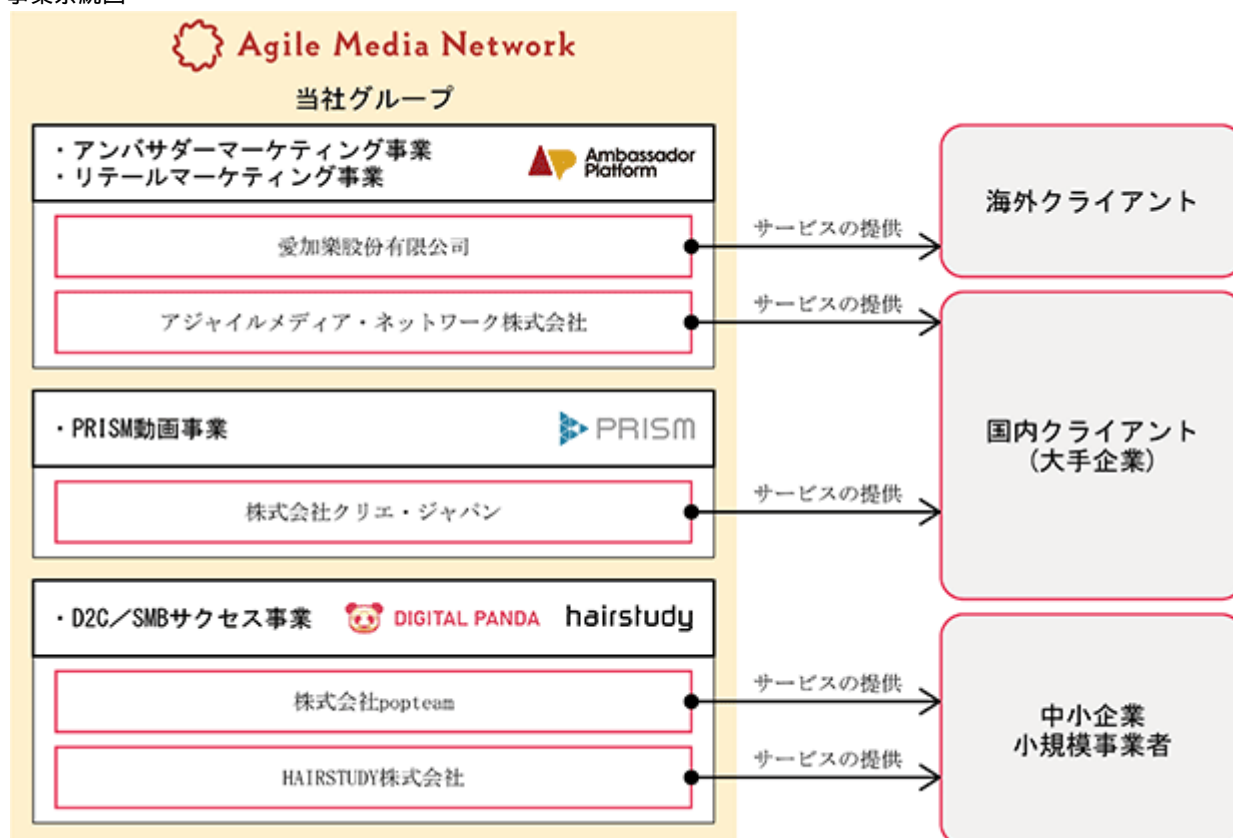 事業系統図
Agile Media Network
当社グループ
・アンバサダーマーケティング事業
・リテールマーケティング事業
Ambassador
Platform
愛加樂股份有限公司
サービスの提供
海外クライアント
アジャイルメディア・ネットワーク株式会社
サービスの提供
・PRISM動画事業
PRISM
国内クライアント
(大手企業)
株式会社クリエ・ジャパン
サービスの提供
・D2C/SMBサクセス事業
DIGITAL PANDA
hairstudy
株式会社popteam
サービスの提供
中小企業
小規模事業者
HAIRSTUDY株式会社
サービスの提供